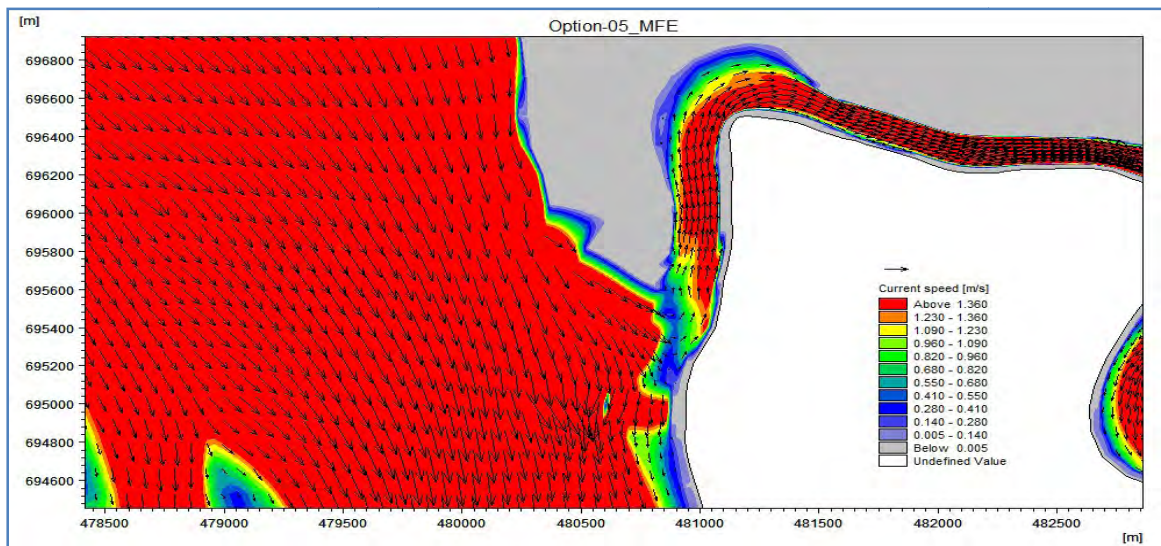 [m]
Option-05_MFE
696800
696600
696400
696200
696000
695800
695600
695400
695200
695000
694800
694600
Current speed [m/s]
Above 1.360
1.230 - 1.360
1.090 - 1.230
0.960 - 1.090
0.820 - 0.960
0.680 - 0.820
0.550 - 0.680
0.410 - 0.550
0.280 - 0.410
0.140 - 0.280
0.005 - 0.140
Below 0.005
Undefined Value
478500 479000 479500 480000 480500 481000 481500 482000 482500
[m]